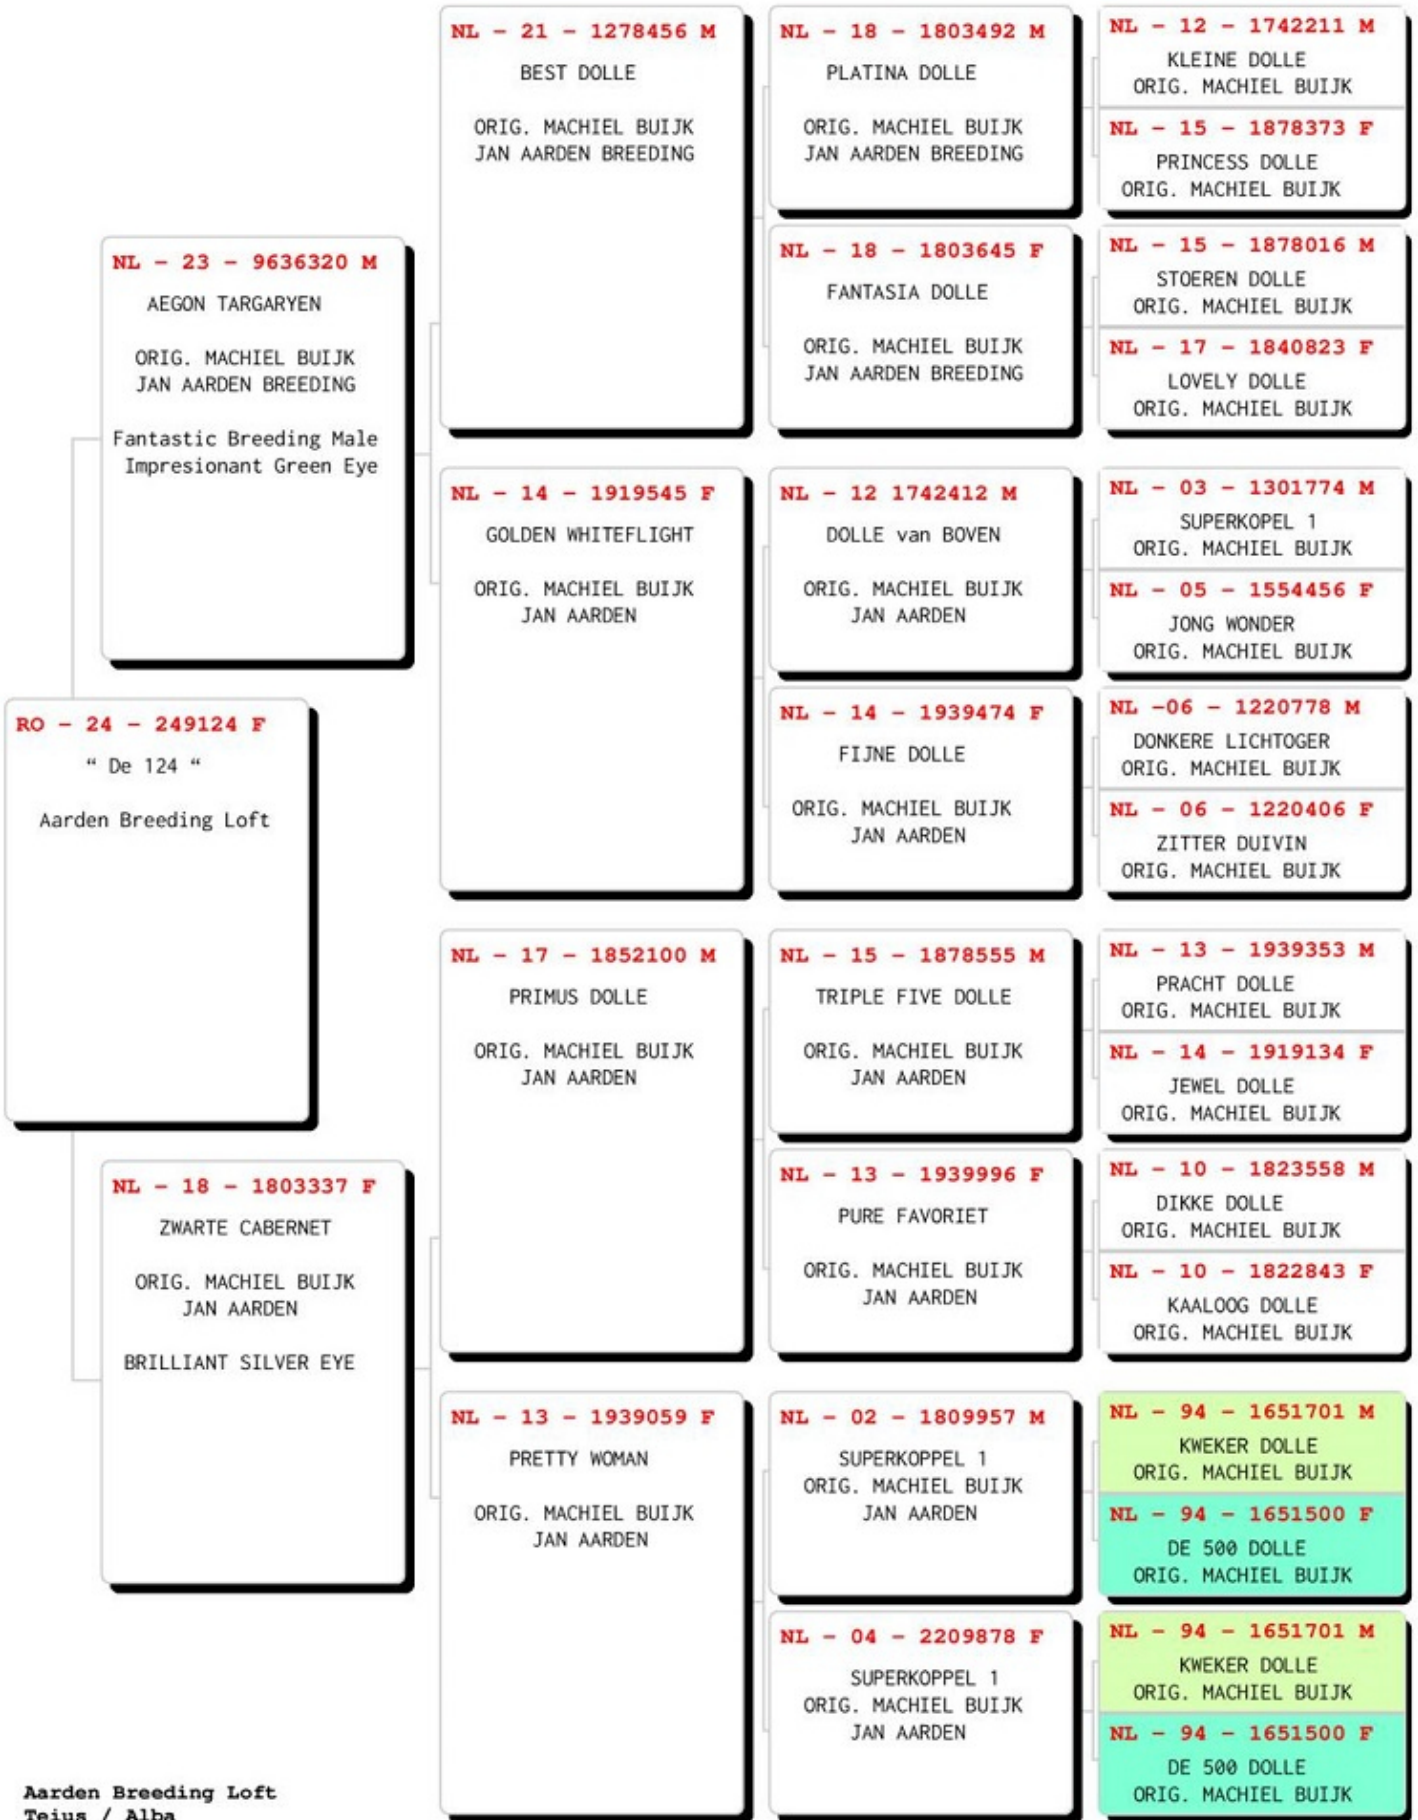 NL - 21 - 1278456 M
BEST DOLLE
ORIG. MACHIEL BUIJK
JAN AARDEN BREEDING
NL - 18 - 1803492 M
PLATINA DOLLE
ORIG. MACHIEL BUIJK
JAN AARDEN BREEDING
NL - 12 - 1742211 M
KLEINE DOLLE
ORIG. MACHIEL BUIJK
NL - 15 - 1878373 F
PRINCESS DOLLE
ORIG. MACHIEL BUIJK
NL - 23 - 9636320 M
AEGON TARGARYEN
ORIG. MACHIEL BUIJK
JAN AARDEN BREEDING
Fantastic Breeding Male
Impresionant Green Eye
NL - 18 - 1803645 F
FANTASIA DOLLE
ORIG. MACHIEL BUIJK
JAN AARDEN BREEDING
NL - 15 - 1878016 M
STOEREN DOLLE
ORIG. MACHIEL BUIJK
NL - 17 - 1840823 F
LOVELY DOLLE
ORIG. MACHIEL BUIJK
NL - 14 - 1919545 F
GOLDEN WHITEFLIGHT
ORIG. MACHIEL BUIJK
JAN AARDEN
NL - 12 1742412 M
DOLLE van BOVEN
ORIG. MACHIEL BUIJK
JAN AARDEN
NL - 03 - 1301774 M
SUPERKOPEL 1
ORIG. MACHIEL BUIJK
NL - 05 - 1554456 F
JONG WONDER
ORIG. MACHIEL BUIJK
RO - 24 - 249124 F
“ De 124 “
Aarden Breeding Loft
NL - 14 - 1939474 F
FIJNE DOLLE
ORIG. MACHIEL BUIJK
JAN AARDEN
NL -06 - 1220778 M
DONKERE LICHTOGER
ORIG. MACHIEL BUIJK
NL - 06 - 1220406 F
ZITTER DUIVIN
ORIG. MACHIEL BUIJK
NL - 17 - 1852100 M
PRIMUS DOLLE
ORIG. MACHIEL BUIJK
JAN AARDEN
NL - 15 - 1878555 M
TRIPLE FIVE DOLLE
ORIG. MACHIEL BUIJK
JAN AARDEN
NL - 13 - 1939353 M
PRACHT DOLLE
ORIG. MACHIEL BUIJK
NL - 14 - 1919134 F
JEWEL DOLLE
ORIG. MACHIEL BUIJK
NL - 18 - 1803337 F
ZWARTE CABERNET
ORIG. MACHIEL BUIJK
JAN AARDEN
BRILLIANT SILVER EYE
NL - 13 - 1939996 F
PURE FAVORIET
ORIG. MACHIEL BUIJK
JAN AARDEN
NL - 10 - 1823558 M
DIKKE DOLLE
ORIG. MACHIEL BUIJK
NL - 10 - 1822843 F
KAALOOG DOLLE
ORIG. MACHIEL BUIJK
NL - 13 - 1939059 F
PRETTY WOMAN
ORIG. MACHIEL BUIJK
JAN AARDEN
NL - 02 - 1809957 M
SUPERKOPPEL 1
ORIG. MACHIEL BUIJK
JAN AARDEN
NL - 94 - 1651701 M
KWEKER DOLLE
ORIG. MACHIEL BUIJK
NL - 94 - 1651500 F
DE 500 DOLLE
ORIG. MACHIEL BUIJK
NL - 04 - 2209878 F
SUPERKOPPEL 1
ORIG. MACHIEL BUIJK
JAN AARDEN
NL - 94 - 1651701 M
KWEKER DOLLE
ORIG. MACHIEL BUIJK
NL - 94 - 1651500 F
DE 500 DOLLE
ORIG. MACHIEL BUIJK
Aarden Breeding Loft
Teius / Alba